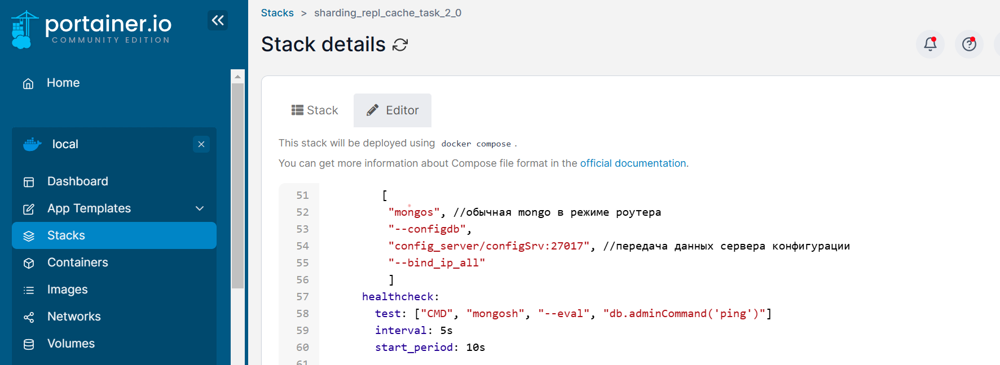 portainer.io
COMMUNITY EDITION
Home
local
Dashboard
App Templates
Stacks
Containers
Images
Networks
Volumes
Stacks > sharding_repl_cache_task_2_0
Stack details
Stack
Editor
This stack will be deployed using docker compose .
You can get more information about Compose file format in the official documentation.
51 [
52 "mongos", //обычная mongo в режиме роутера
53 "--configdb",
54 "config_server/configSrv:27017", //передача данных сервера конфигурации
55 "--bind_ip_all"
56 ]
57 healthcheck:
58 test: ["CMD", "mongosh", "--eval", "db.adminCommand('ping')"]
59 interval: 5s
60 start_period: 10s
61